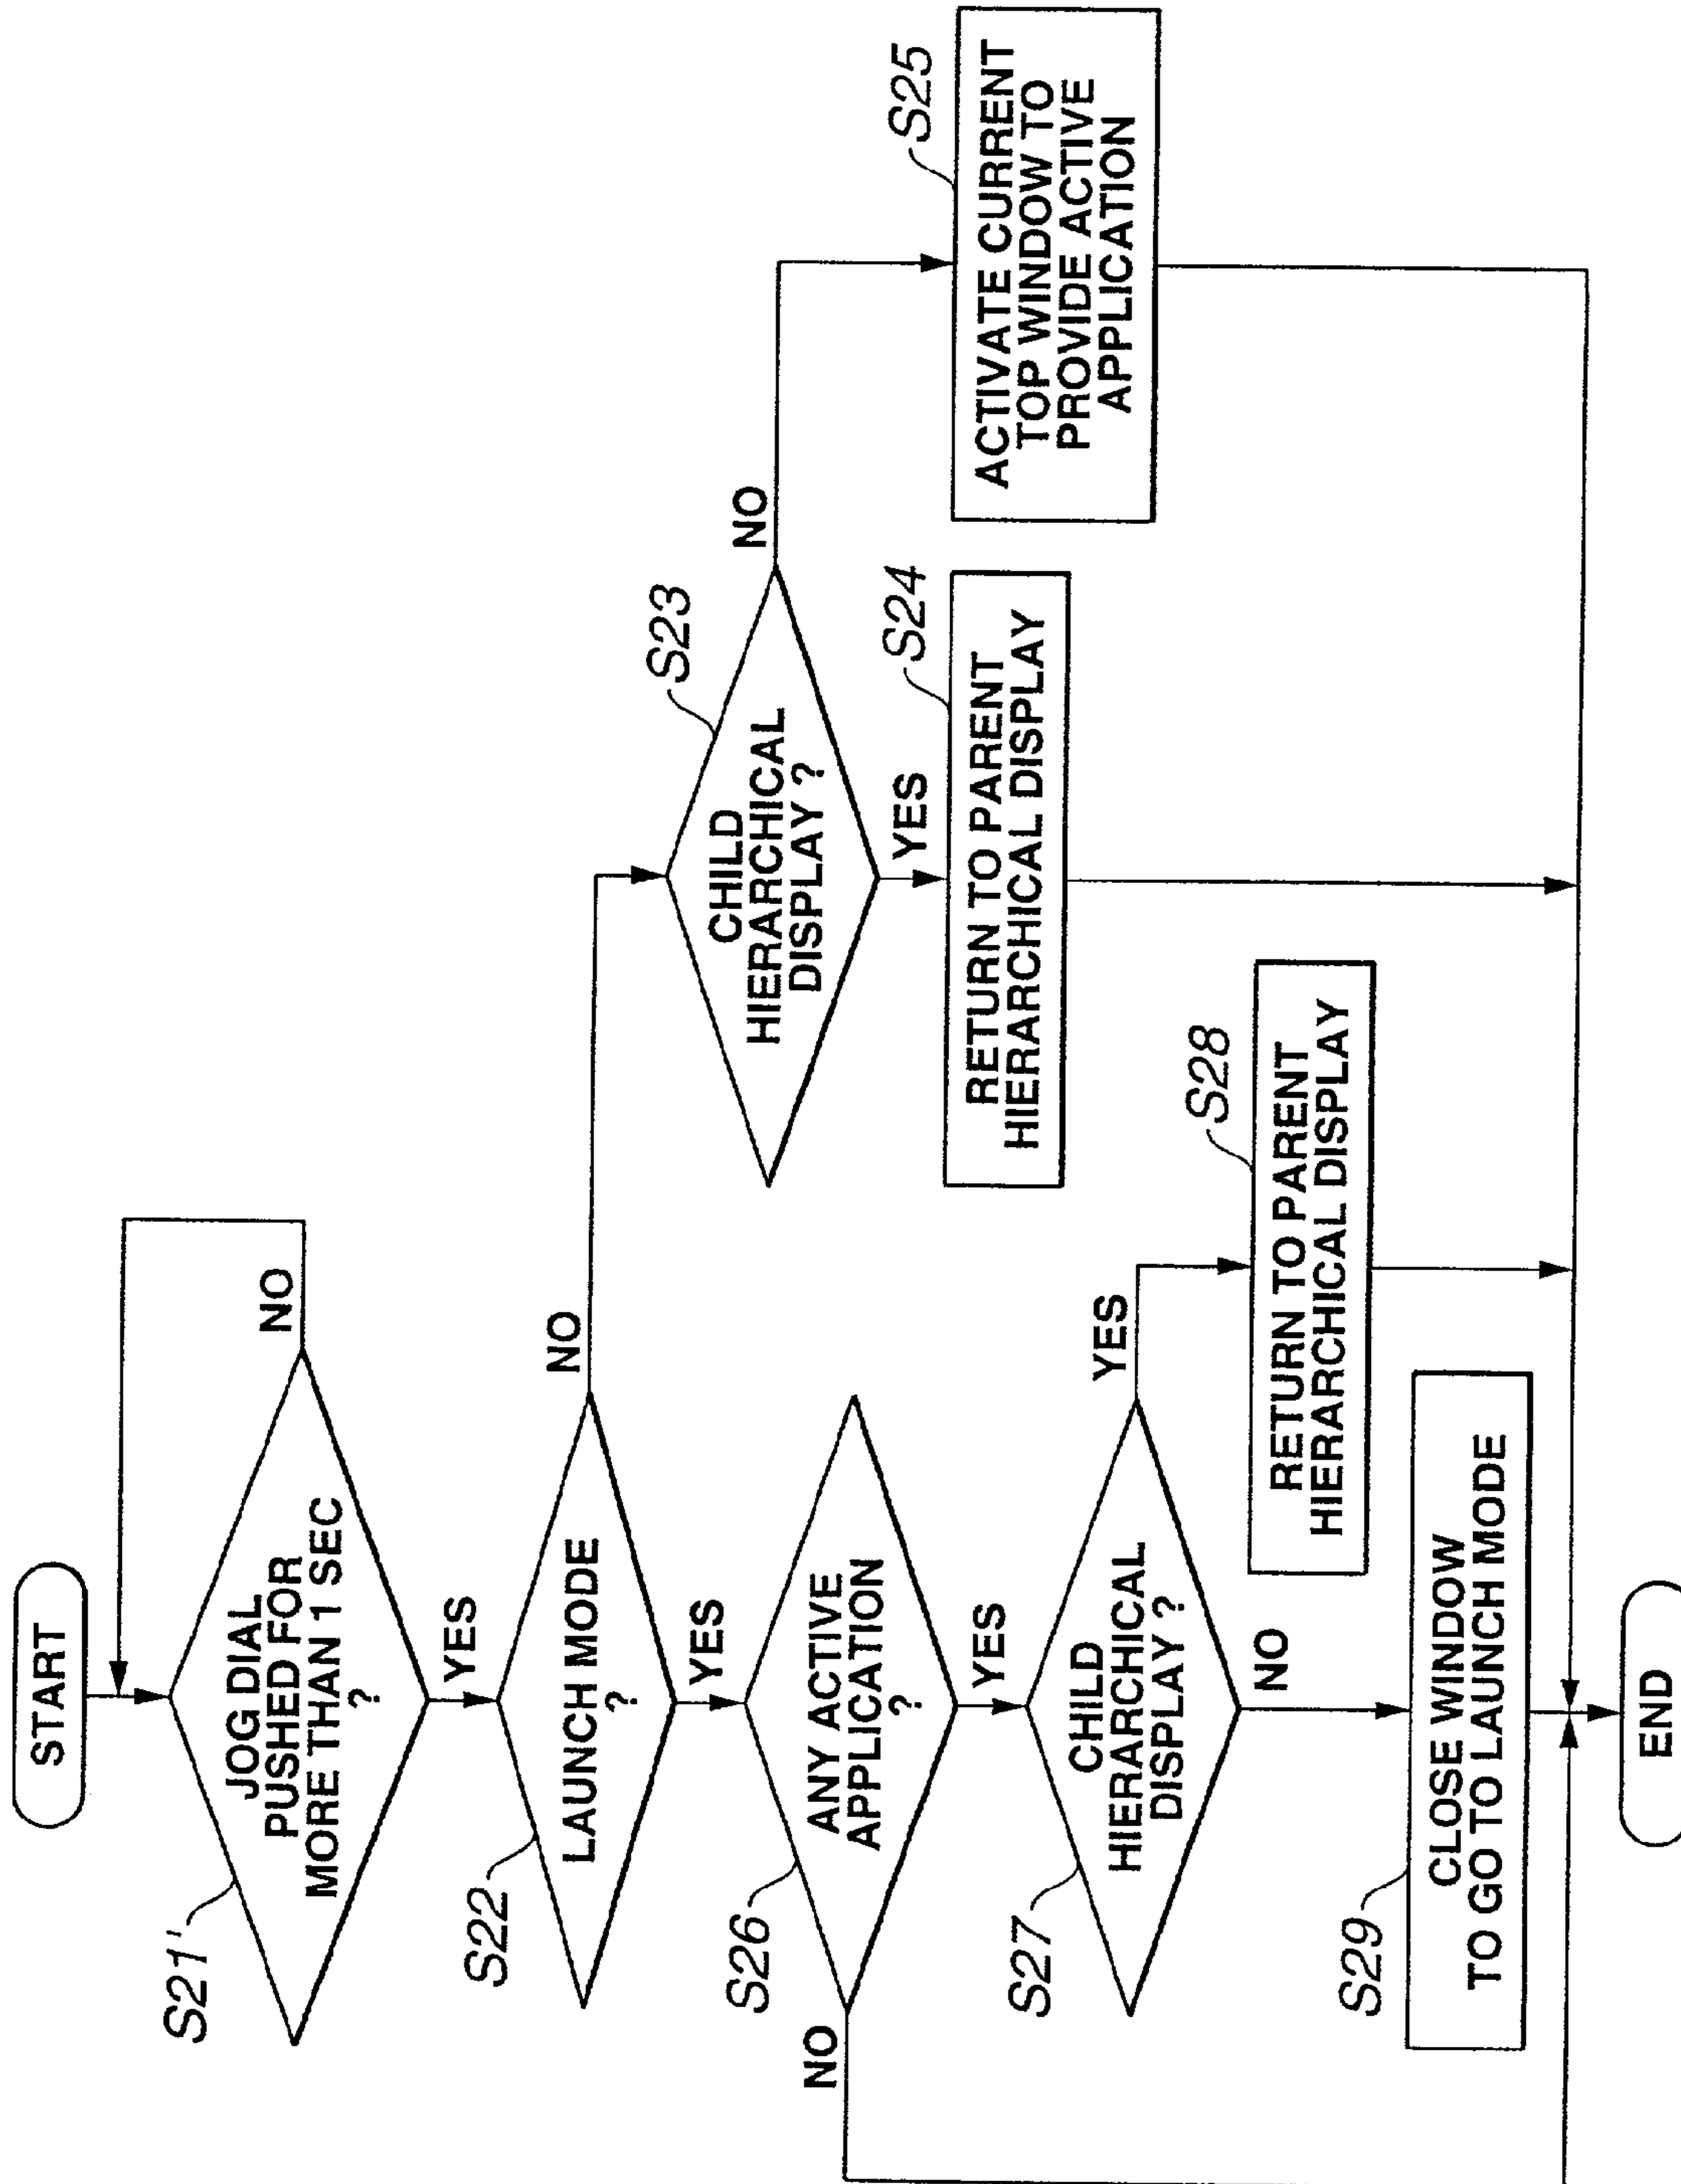 START
S21'
JOG DIAL
PUSHED FOR
MORE THAN 1 SEC
?
NO
YES
S22
LAUNCH MODE
?
NO
YES
S23
CHILD
HIERARCHICAL
DISPLAY ?
NO
YES
S24
RETURN TO PARENT
HIERARCHICAL DISPLAY
S25
ACTIVATE CURRENT
TOP WINDOW TO
PROVIDE ACTIVE
APPLICATION
S26
ANY ACTIVE
APPLICATION
?
NO
YES
S27
CHILD
HIERARCHICAL
DISPLAY ?
YES
NO
S28
RETURN TO PARENT
HIERARCHICAL DISPLAY
S29
CLOSE WINDOW
TO GO TO LAUNCH MODE
END